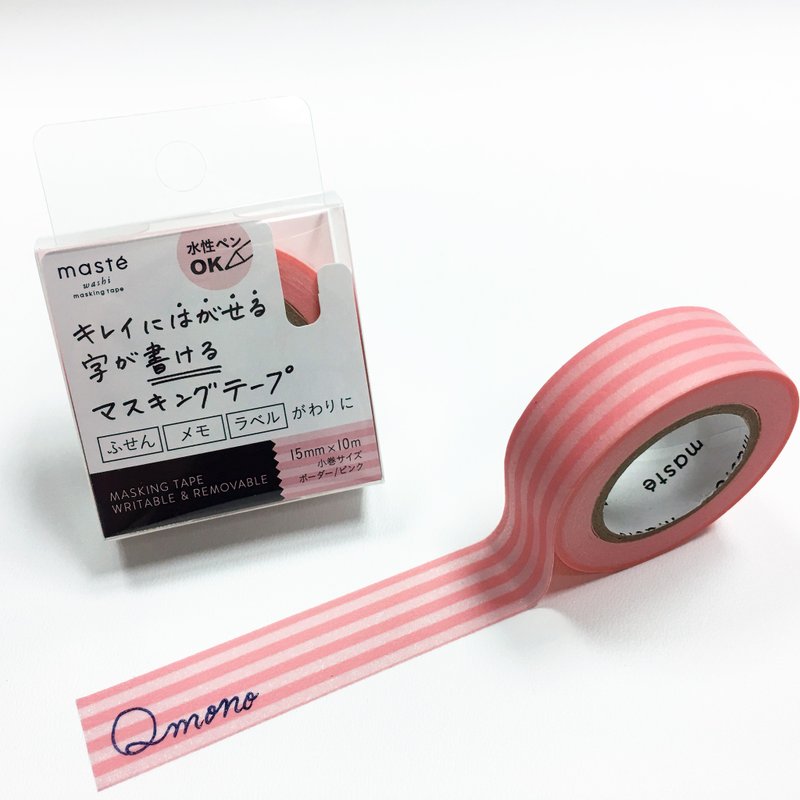 水性ペン
OK
masté
washi
masking tape
キレイにはがせる
字が書ける
マスキングテープ
ふせん メモ ラベル がわりに
15mm×10m
小巻サイズ
ボーダー/ピンク
MASKING TAPE
WRITABLE & REMOVABLE
masté
Qmono